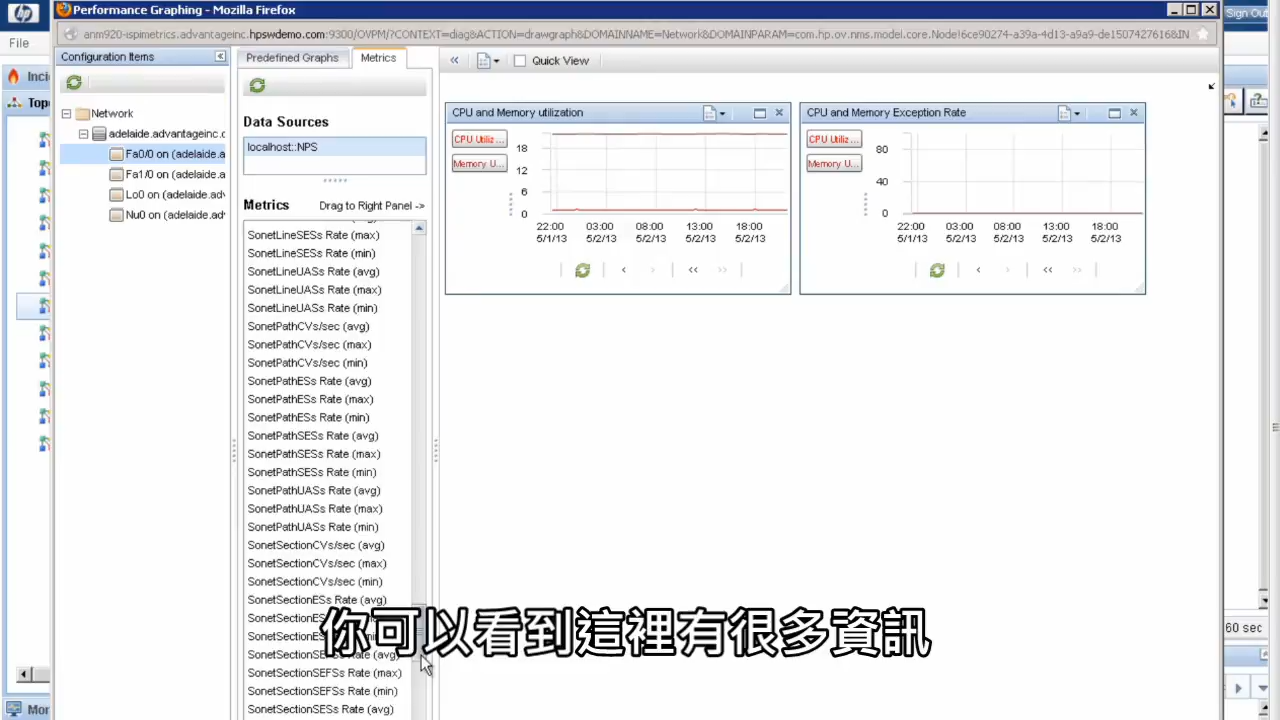 Performance Graphing - Mozilla Firefox
Sign Out
anm920-ispimetrics.advantageinc.hpswdemo.com:9300/OVPM/?CONTEXT=diag&ACTION=drawgraph&DOMAINNAME=Network&DOMAINPARAM=com.hp.ov.nms.model.core.Node!6ce90274-a39a-4d13-a9a9-de1507427616&IN
File
Configuration Items
Predefined Graphs
Metrics
Quick View
Inci
Topo
Network
adelaide.advantageinc.c
Fa0/0 on (adelaide.a
Fa1/0 on (adelaide.a
Lo0 on (adelaide.adv
Nu0 on (adelaide.ad
Data Sources
localhost::NPS
Metrics
Drag to Right Panel ->
SonetLineSESs Rate (max)
SonetLineSESs Rate (min)
SonetLineUASs Rate (avg)
SonetLineUASs Rate (max)
SonetLineUASs Rate (min)
SonetPathCVs/sec (avg)
SonetPathCVs/sec (max)
SonetPathCVs/sec (min)
SonetPathESs Rate (avg)
SonetPathESs Rate (max)
SonetPathESs Rate (min)
SonetPathSESs Rate (avg)
SonetPathSESs Rate (max)
SonetPathSESs Rate (min)
SonetPathUASs Rate (avg)
SonetPathUASs Rate (max)
SonetPathUASs Rate (min)
SonetSectionCVs/sec (avg)
SonetSectionCVs/sec (max)
SonetSectionCVs/sec (min)
SonetSectionESs Rate (avg)
SonetSectionES
SonetSectionES
SonetSectionSEFSs Rate (avg)
SonetSectionSEFSs Rate (max)
SonetSectionSEFSs Rate (min)
SonetSectionSESs Rate (avg)
CPU and Memory utilization
CPU Utiliz...
Memory U...
18
12
6
0
22:00 03:00 08:00 13:00 18:00
5/1/13 5/2/13 5/2/13 5/2/13 5/2/13
CPU and Memory Exception Rate
CPU Utiliz...
Memory U...
80
40
0
22:00 03:00 08:00 13:00 18:00
5/1/13 5/2/13 5/2/13 5/2/13 5/2/13
你可以看到這裡有很多資訊
60 sec
Mor